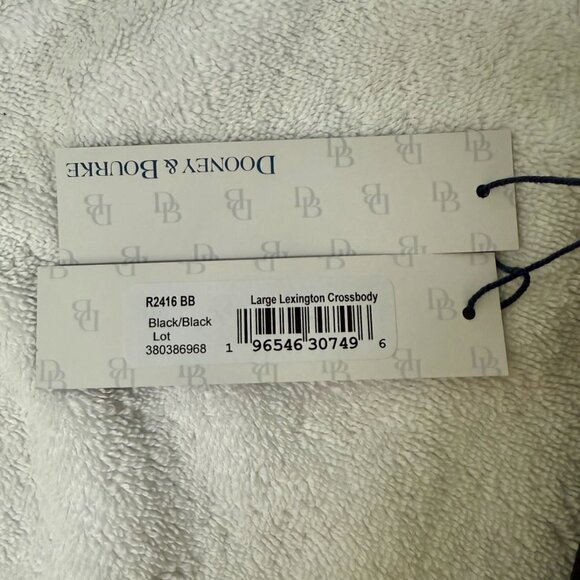 DOONEY & BOURKE
R2416 BB
Large Lexington Crossbody
Black/Black
Lot
380386968
1 96546 30749 6